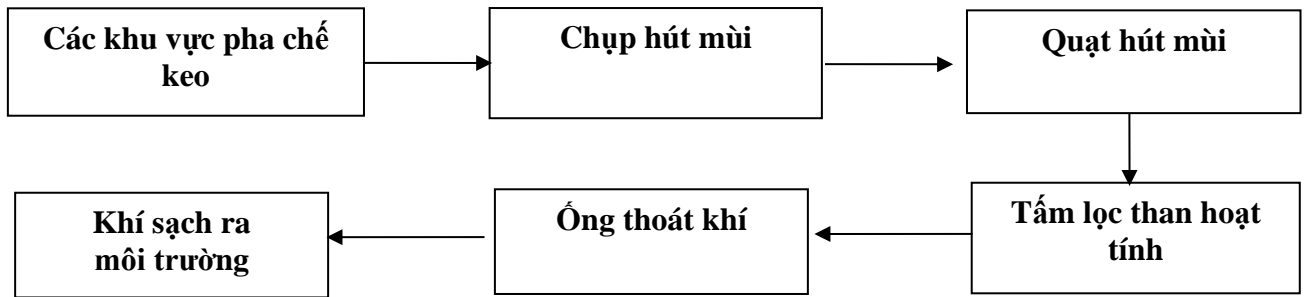 Các khu vực pha chế
keo
Chụp hút mùi
Quạt hút mùi
Tấm lọc than hoạt
tính
Ống thoát khí
Khí sạch ra
môi trường